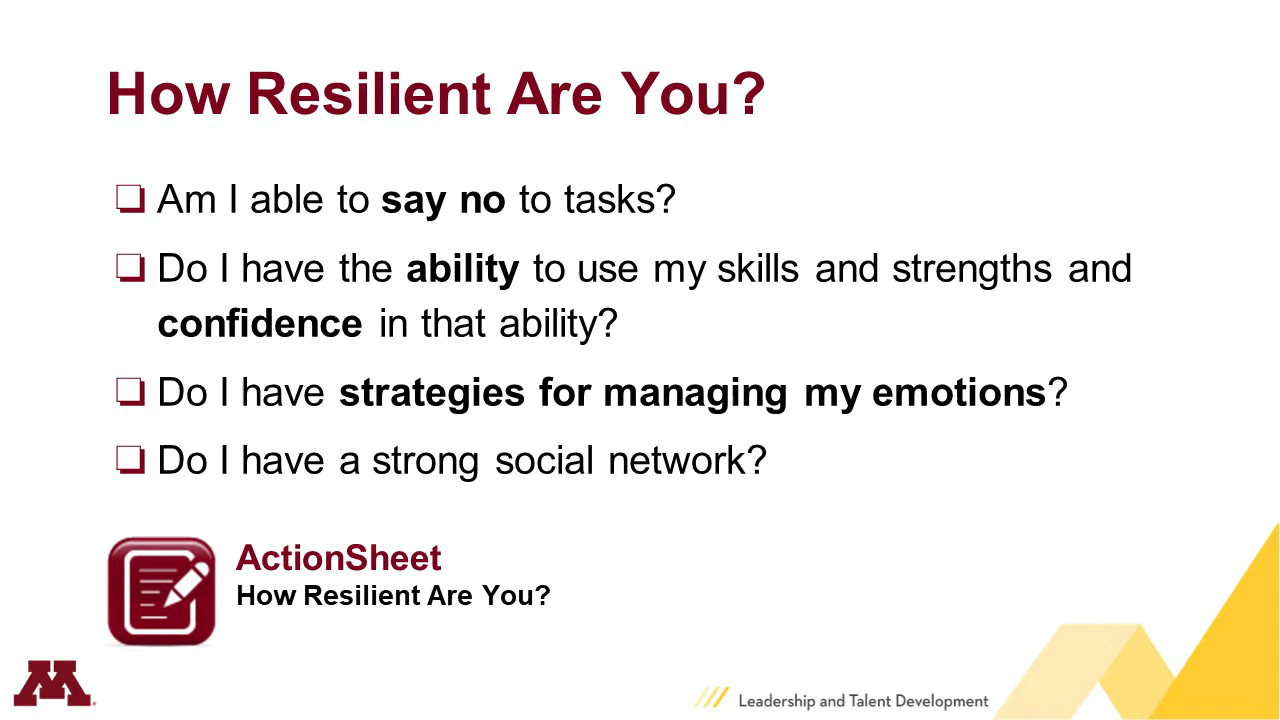 How Resilient Are You?
❏ Am I able to say no to tasks?
❏ Do I have the ability to use my skills and strengths and
confidence in that ability?
❏ Do I have strategies for managing my emotions?
❏ Do I have a strong social network?
ActionSheet
How Resilient Are You?
M
Leadership and Talent Development